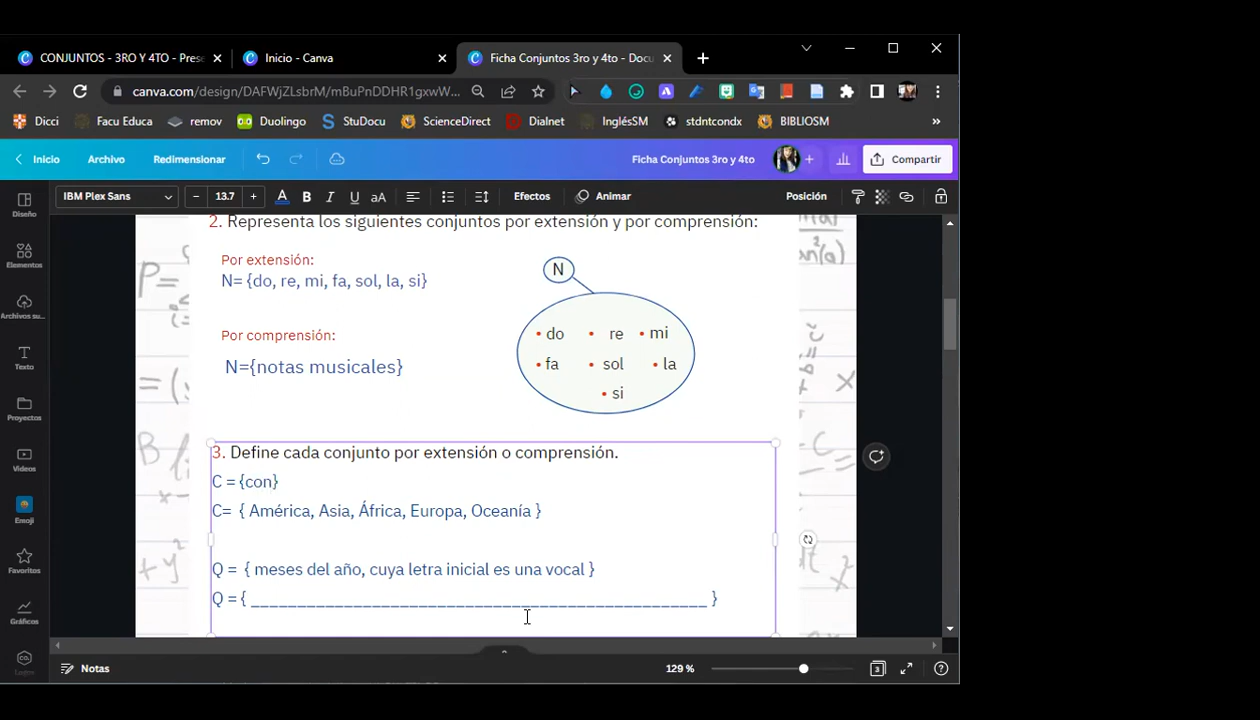 CONJUNTOS - 3RO Y 4TO - Prese
Inicio - Canva
Ficha Conjuntos 3ro y 4to - Docu
canva.com/design/DAFWjZLsbrM/mBuPnDDHR1gxwW...
Dicci
Facu Educa
remov
Duolingo
StuDocu
ScienceDirect
Dialnet
InglésSM
stdntcondx
BIBLIOSM
»
Inicio
Archivo
Redimensionar
Ficha Conjuntos 3ro y 4to
Compartir
IBM Plex Sans
13.7
Efectos
Animar
Posición
Diseño
Elementos
Archivos su...
Texto
Proyectos
Videos
Emoji
Favoritos
Gráficos
Logos
2. Representa los siguientes conjuntos por extensión y por comprensión:
Por extensión:
N= {do, re, mi, fa, sol, la, si}
Por comprensión:
N={notas musicales}
N
• do • re • mi
• fa • sol • la
• si
3. Define cada conjunto por extensión o comprensión.
C = {con}
C= { América, Asia, África, Europa, Oceanía }
Q = { meses del año, cuya letra inicial es una vocal }
Q = { __________________________________________________ }
Notas
129 %
3